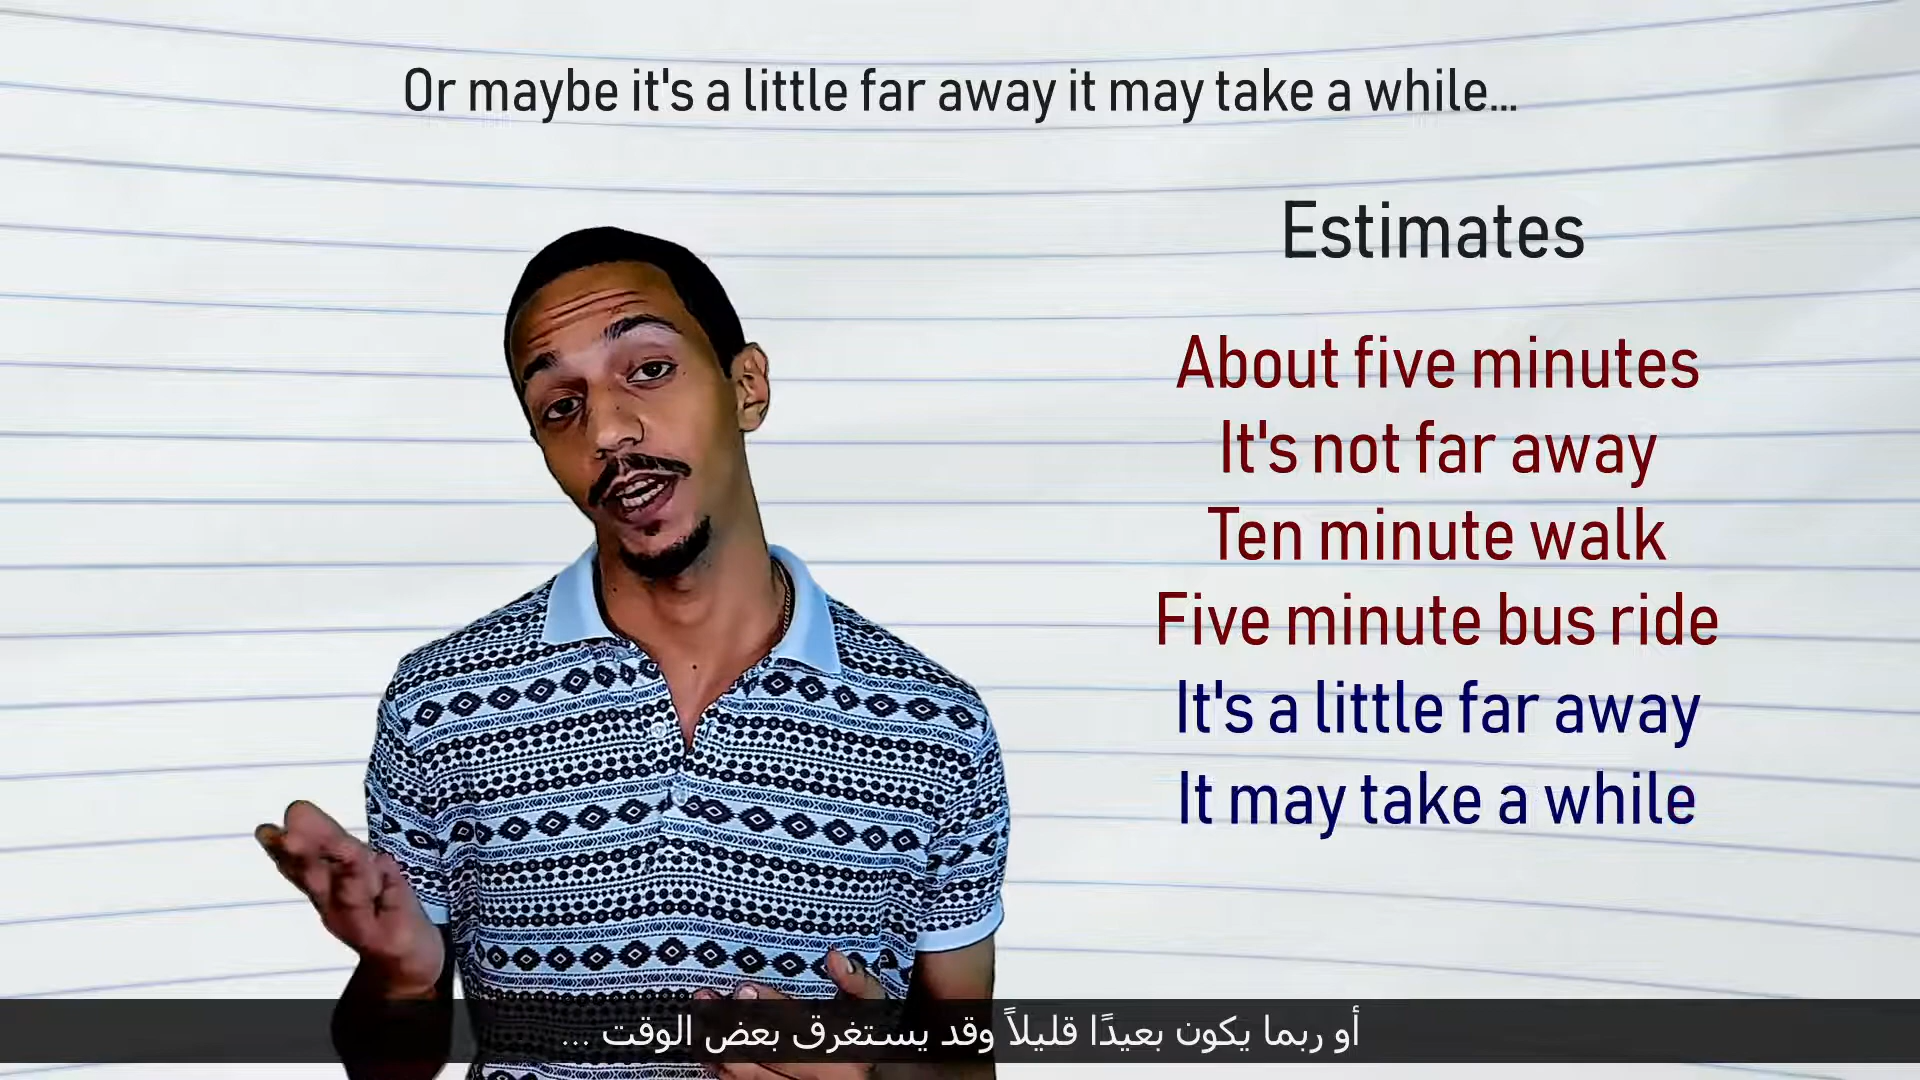 Or maybe it's a little far away it may take a while...
Estimates
About five minutes
It's not far away
Ten minute walk
Five minute bus ride
It's a little far away
It may take a while
أو ربما يكون بعيدًا قليلاً وقد يستغرق بعض الوقت ...